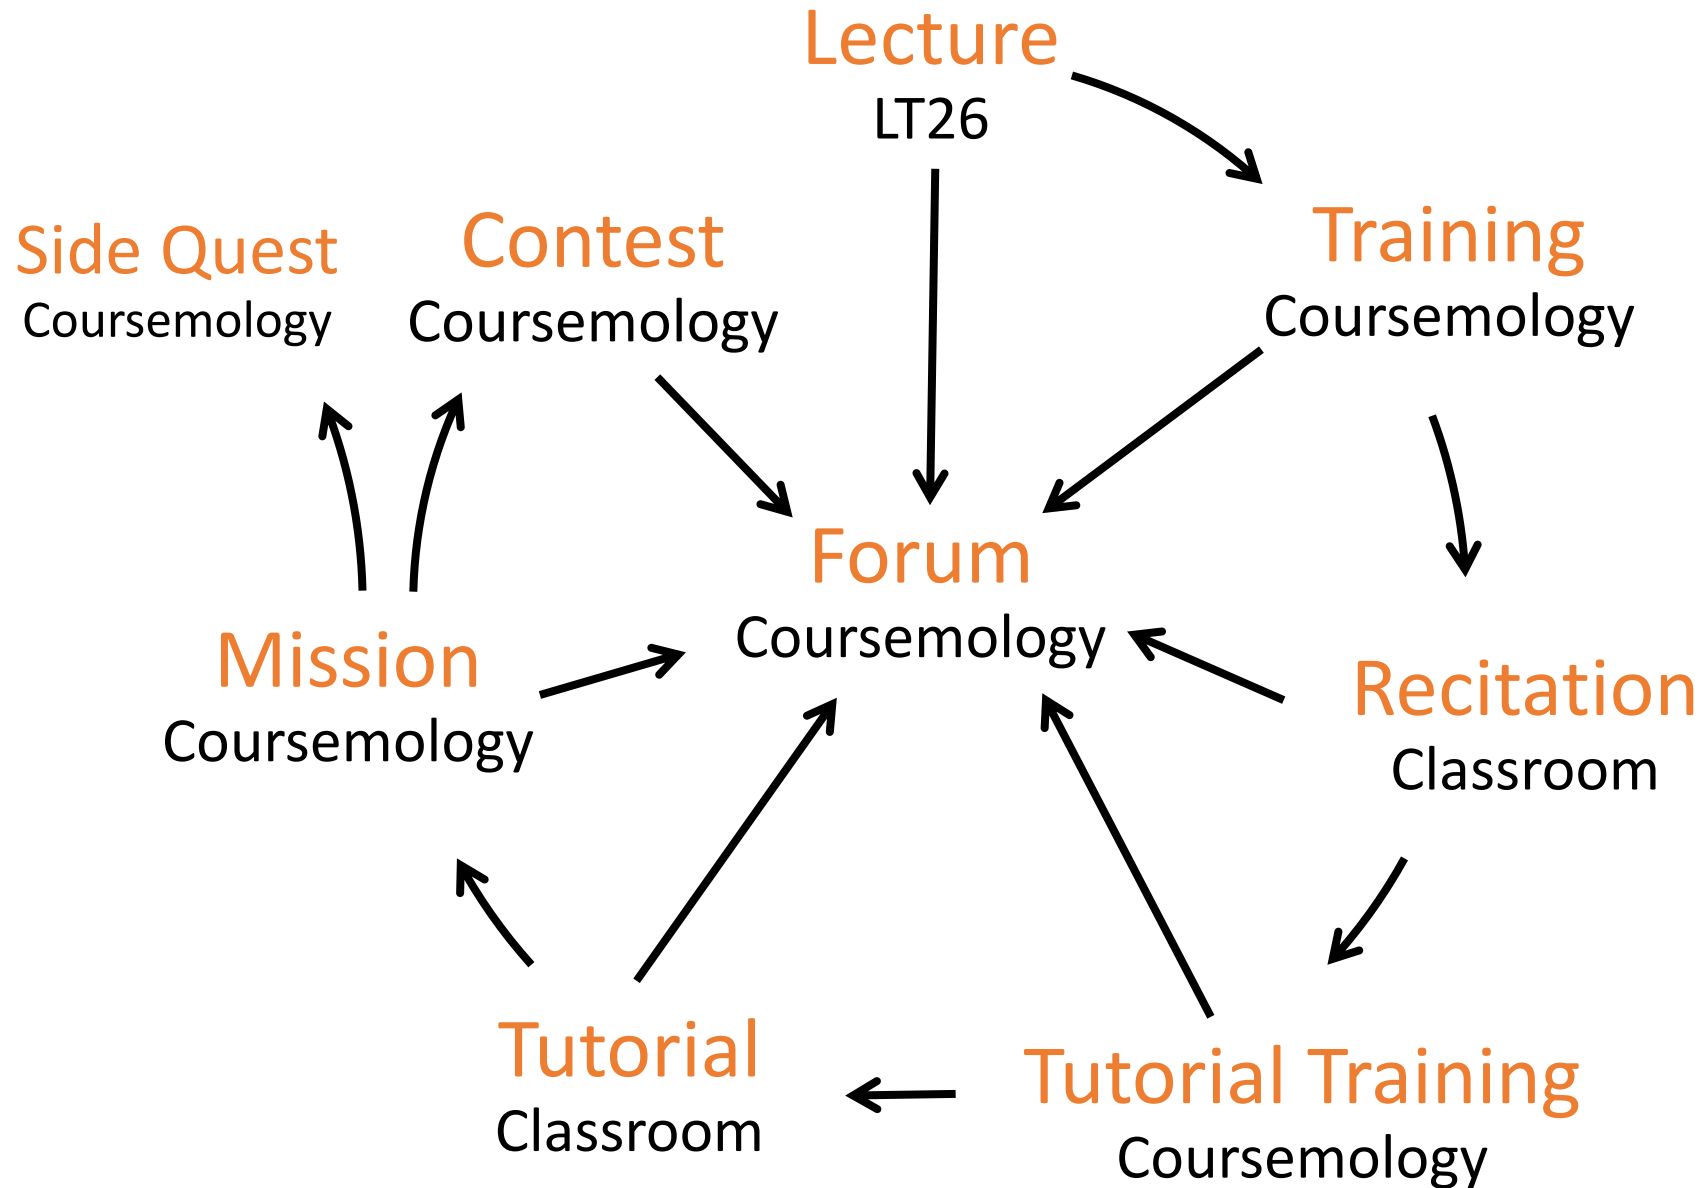 Lecture
LT26
Side Quest
Coursemology
Contest
Coursemology
Training
Coursemology
Forum
Coursemology
Mission
Coursemology
Recitation
Classroom
Tutorial
Classroom
Tutorial Training
Coursemology